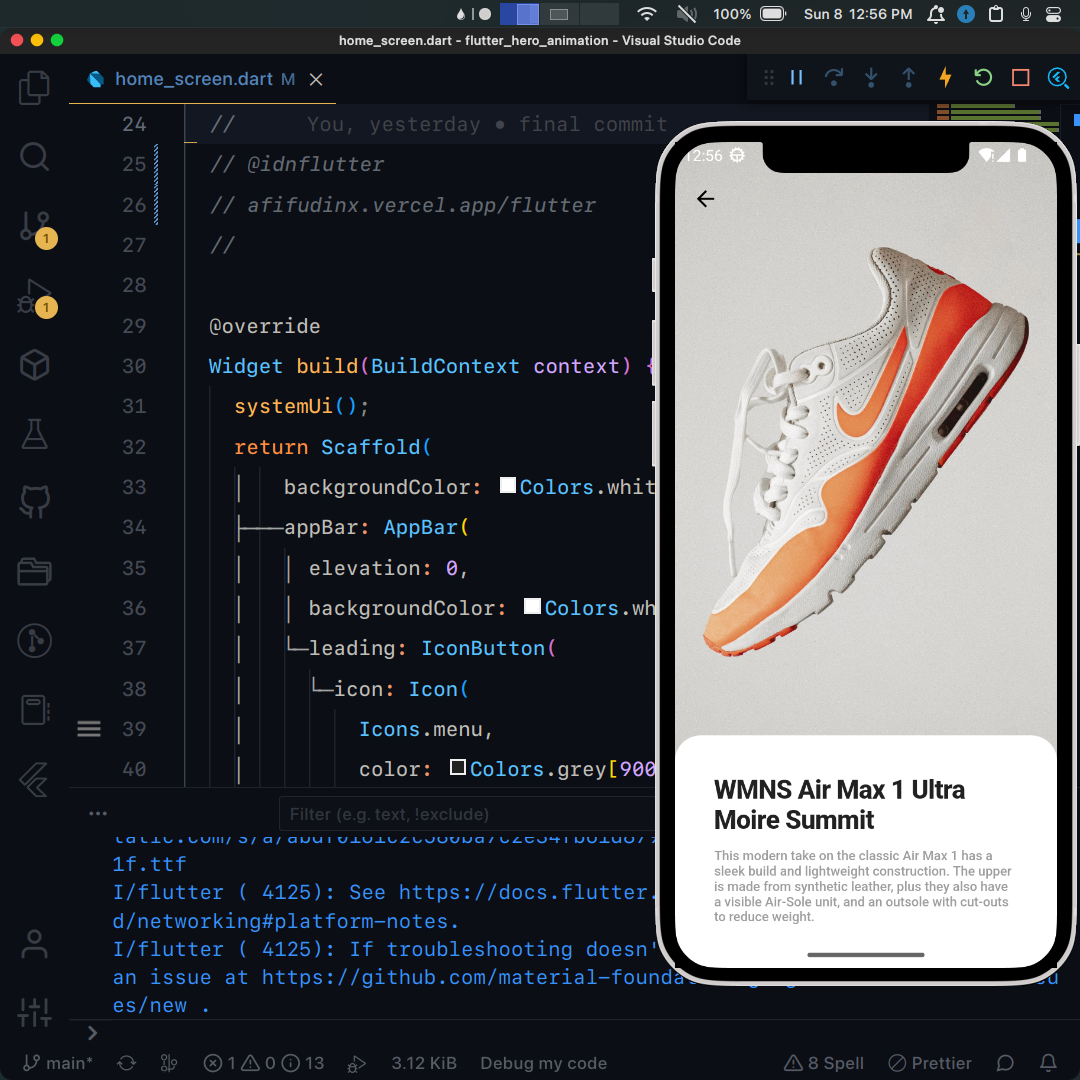 100%
Sun 8 12:56 PM
home_screen.dart - flutter_hero_animation - Visual Studio Code
home_screen.dart M
24 // You, yesterday • final commit
25 // @idnflutter
26 // afifudinx.vercel.app/flutter
27 //
28
29 @override
30 Widget build(BuildContext context) {
31 systemUi();
32 return Scaffold(
33 backgroundColor: Colors.whit
34 appBar: AppBar(
35 elevation: 0,
36 backgroundColor: Colors.wh
37 leading: IconButton(
38 icon: Icon(
39 Icons.menu,
40 color: Colors.grey[900
1
1
Filter (e.g. text, !exclude)
1f.ttf
I/flutter ( 4125): See https://docs.flutter.
d/networking#platform-notes.
I/flutter ( 4125): If troubleshooting doesn'
an issue at https://github.com/material-founda
es/new .
main*
1 0 13
3.12 KiB
Debug my code
8 Spell
Prettier
12:56
WMNS Air Max 1 Ultra
Moire Summit
This modern take on the classic Air Max 1 has a
sleek build and lightweight construction. The upper
is made from synthetic leather, plus they also have
a visible Air-Sole unit, and an outsole with cut-outs
to reduce weight.